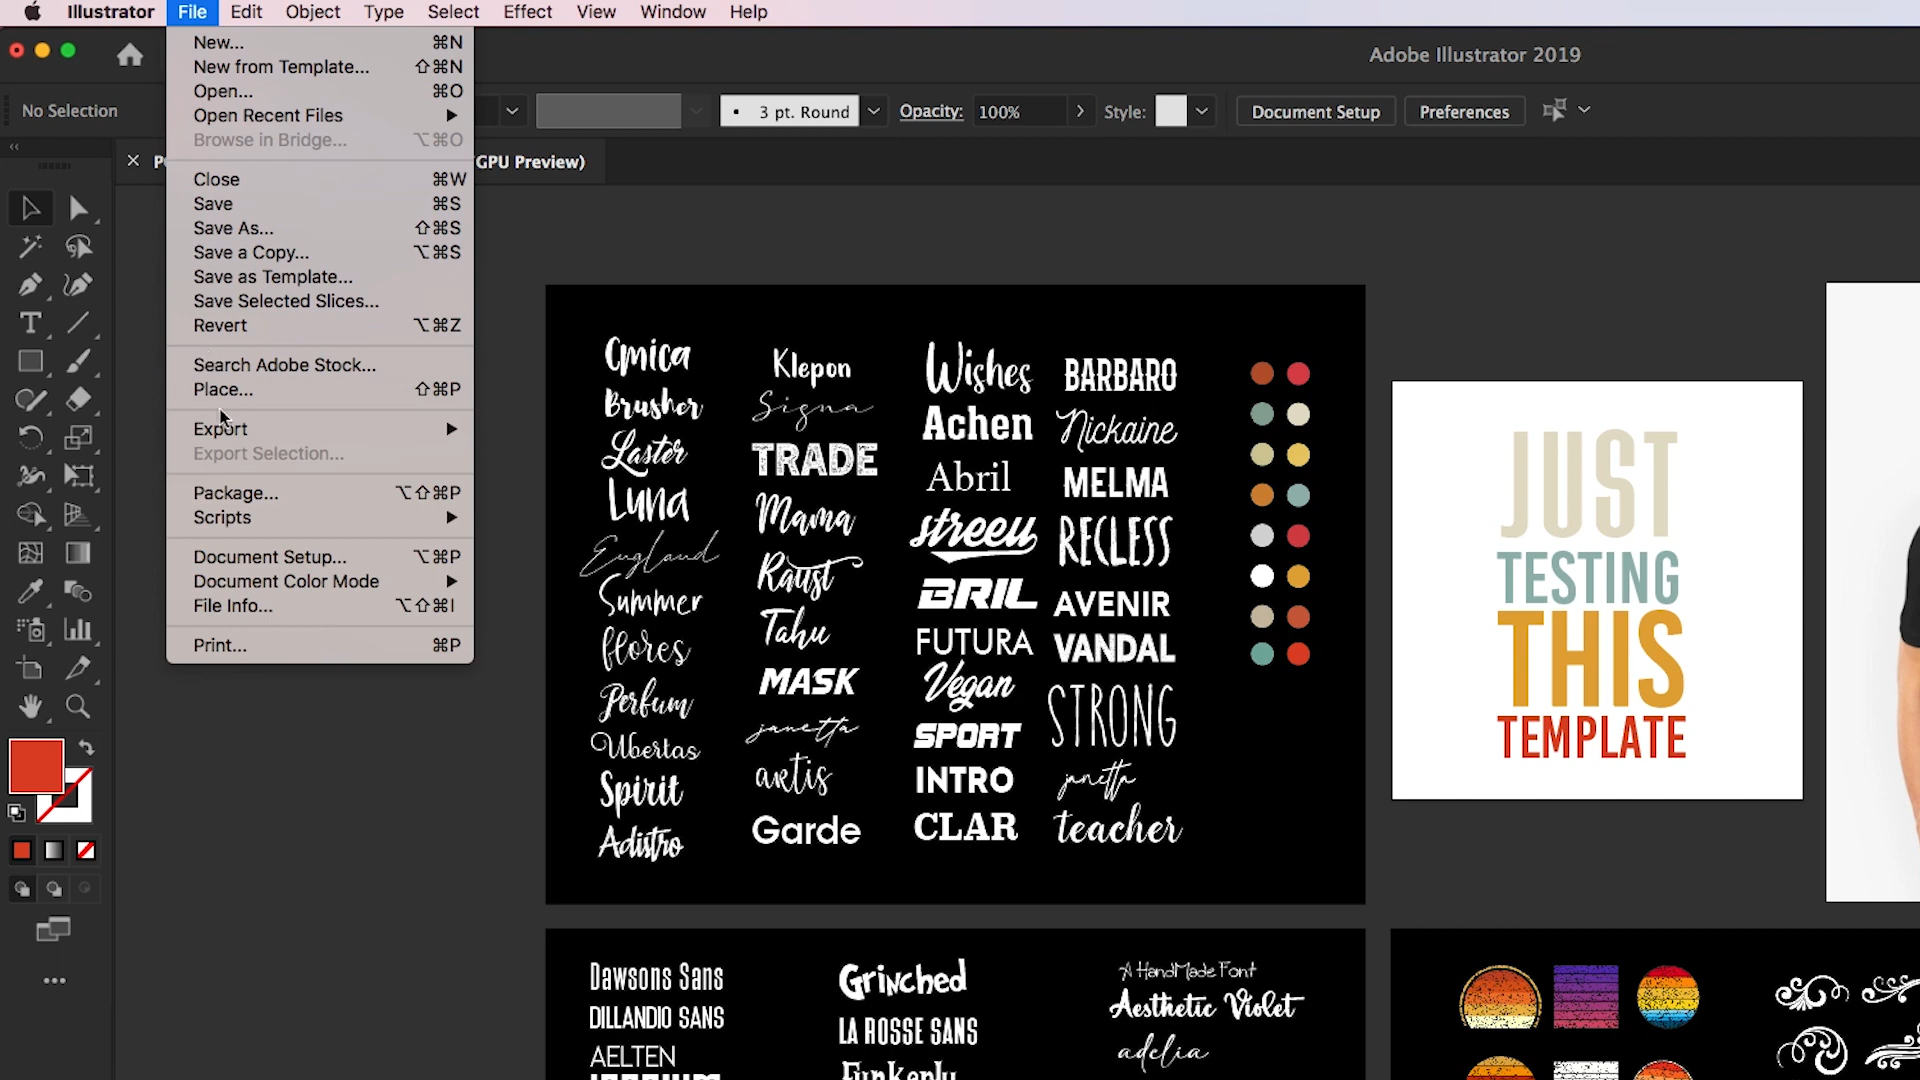 Illustrator File Edit Object Type Select Effect View Window Help
Adobe Illustrator 2019
No Selection
3 pt. Round
Opacity: 100%
Style:
Document Setup
Preferences
GPU Preview)
New... ⌘N
New from Template... ⇧⌘N
Open... ⌘O
Open Recent Files
Browse in Bridge... ⌥⌘O
Close ⌘W
Save ⌘S
Save As... ⇧⌘S
Save a Copy... ⌥⌘S
Save as Template...
Save Selected Slices...
Revert ⌥⌘Z
Search Adobe Stock...
Place... ⇧⌘P
Export
Export Selection...
Package... ⌥⇧⌘P
Scripts
Document Setup... ⌥⌘P
Document Color Mode
File Info... ⌥⇧⌘I
Print... ⌘P
Cmica
Brusher
Laster
Luna
England
Summer
flores
Perfum
Ubertas
Spirit
Adistro
Klepon
Signa
TRADE
Mama
Raust
Tahu
MASK
janetta
artis
Garde
Wishes
Achen
Abril
streeu
BRIL
FUTURA
Vegan
SPORT
INTRO
CLAR
BARBARO
Nickaine
MELMA
RECLESS
AVENIR
VANDAL
STRONG
janetta
teacher
JUST
TESTING
THIS
TEMPLATE
Dawsons Sans
DILLANDIO SANS
AELTEN
Grinched
LA ROSSE SANS
Funkeply
A HandMade Font
Aesthetic Violet
adelia